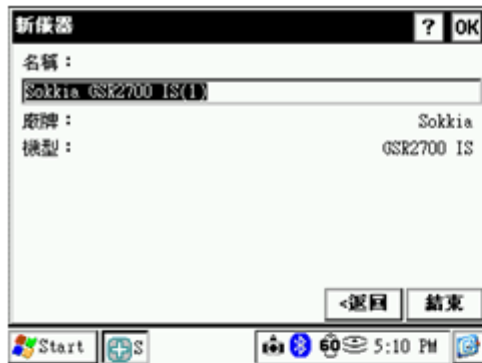 新儀器 ? OK
名稱：
Sokkia GSR2700 IS(1)
廠牌： Sokkia
機型： GSR2700 IS
<返回 結束
Start S 60 5:10 PM